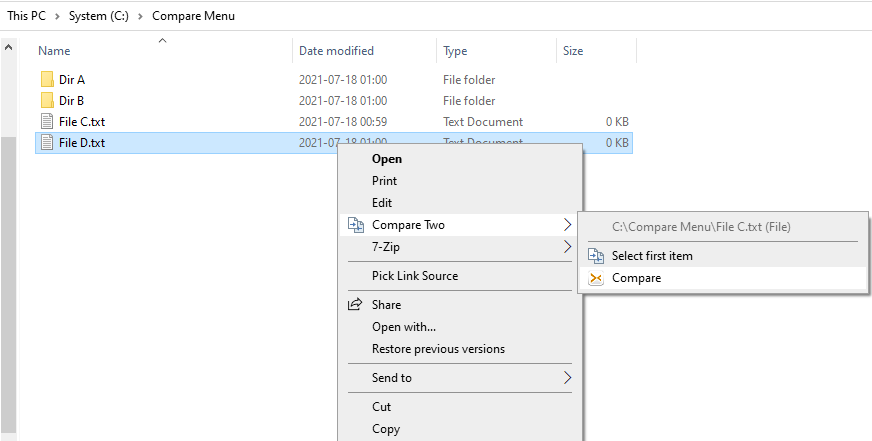 This PC > System (C:) > Compare Menu
Name Date modified Type Size
Dir A 2021-07-18 01:00 File folder
Dir B 2021-07-18 01:00 File folder
File C.txt 2021-07-18 00:59 Text Document 0 KB
File D.txt 2021-07-18 01:00 Text Document 0 KB
Open
Print
Edit
Compare Two
7-Zip
Pick Link Source
Share
Open with...
Restore previous versions
Send to
Cut
Copy
C:\Compare Menu\File C.txt (File)
Select first item
Compare